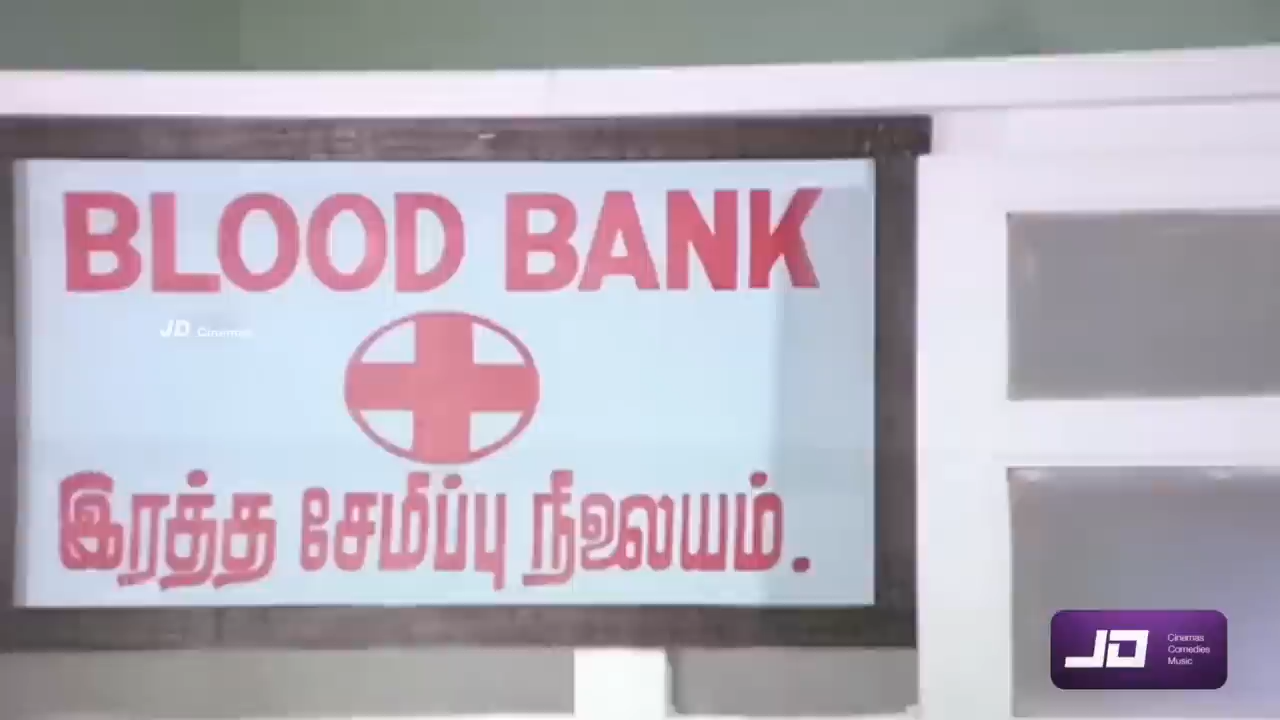 BLOOD BANK
JD Cinemas
இரத்த சேமிப்பு நிலையம்.
JD
Cinemas
Comedies
Music